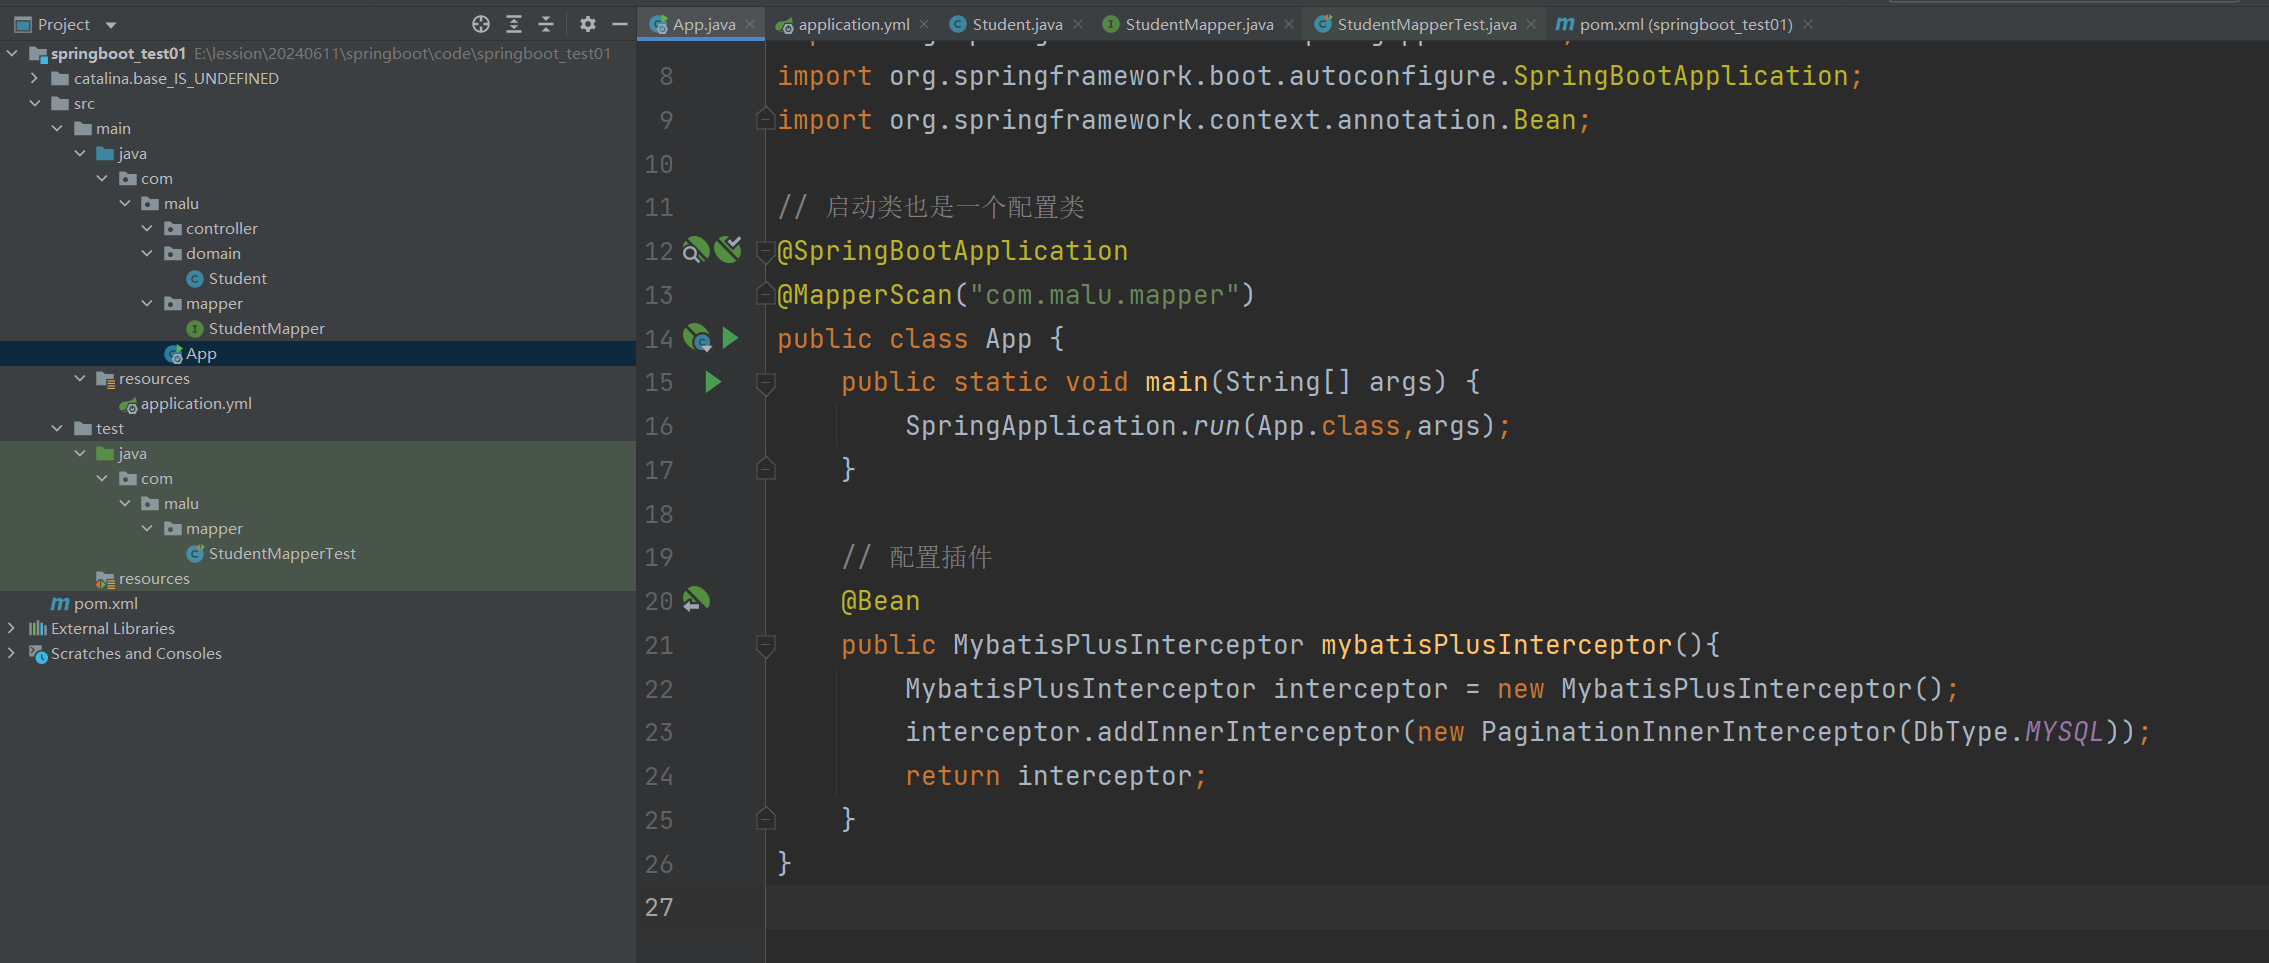 Project
springboot_test01 E:\lession\20240611\springboot\code\springboot_test01
catalina.base_IS_UNDEFINED
src
main
java
com
malu
controller
domain
Student
mapper
StudentMapper
App
resources
application.yml
test
java
com
malu
mapper
StudentMapperTest
resources
pom.xml
External Libraries
Scratches and Consoles
App.java application.yml Student.java StudentMapper.java StudentMapperTest.java pom.xml (springboot_test01)
8 import org.springframework.boot.autoconfigure.SpringBootApplication;
9 import org.springframework.context.annotation.Bean;
10
11 // 启动类也是一个配置类
12 @SpringBootApplication
13 @MapperScan("com.malu.mapper")
14 public class App {
15 public static void main(String[] args) {
16 SpringApplication.run(App.class,args);
17 }
18
19 // 配置插件
20 @Bean
21 public MybatisPlusInterceptor mybatisPlusInterceptor(){
22 MybatisPlusInterceptor interceptor = new MybatisPlusInterceptor();
23 interceptor.addInnerInterceptor(new PaginationInnerInterceptor(DbType.MYSQL));
24 return interceptor;
25 }
26 }
27